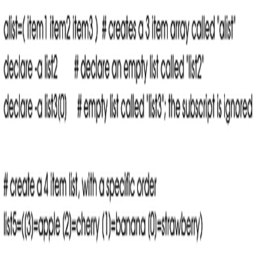 alist=( item1 item2 item3 ) # creates a 3 item array called "alist"
declare -a list2 # declare an empty list called "list2"
declare -a list3(0) # empty list called "list3"; the subscript is ignored
# create a 4 item list, with a specific order
list5=((3)=apple (2)=cherry (1)=banana (0)=strawberry)